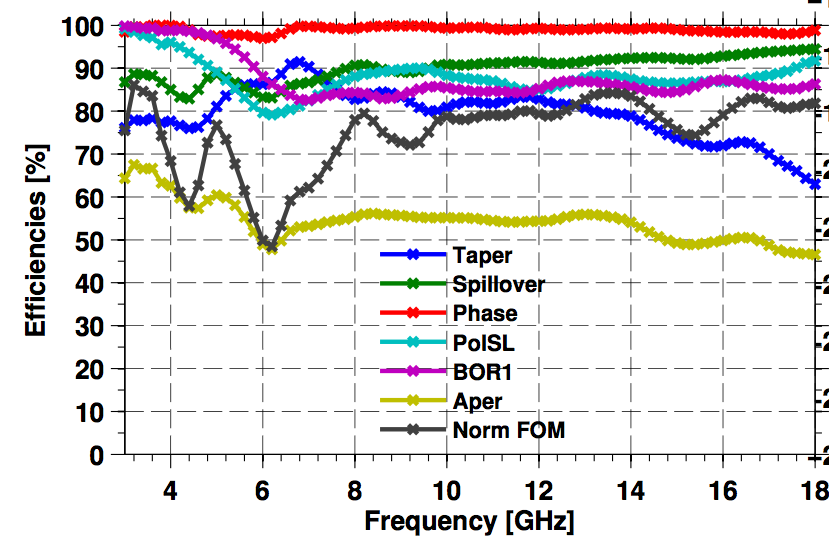 Efficiencies [%]
100
90
80
70
60
50
40
30
20
10
0
Taper
Spillover
Phase
PolSL
BOR1
Aper
Norm FOM
4 6 8 10 12 14 16 18
Frequency [GHz]